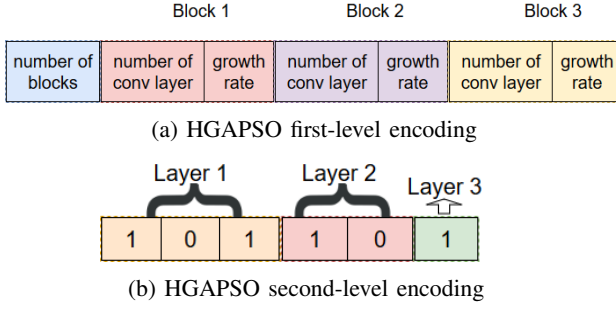 Block 1 Block 2 Block 3
number of blocks number of conv layer growth rate number of conv layer growth rate number of conv layer growth rate
(a) HGAPSO first-level encoding
Layer 1 Layer 2 Layer 3
1 0 1 1 0 1
(b) HGAPSO second-level encoding